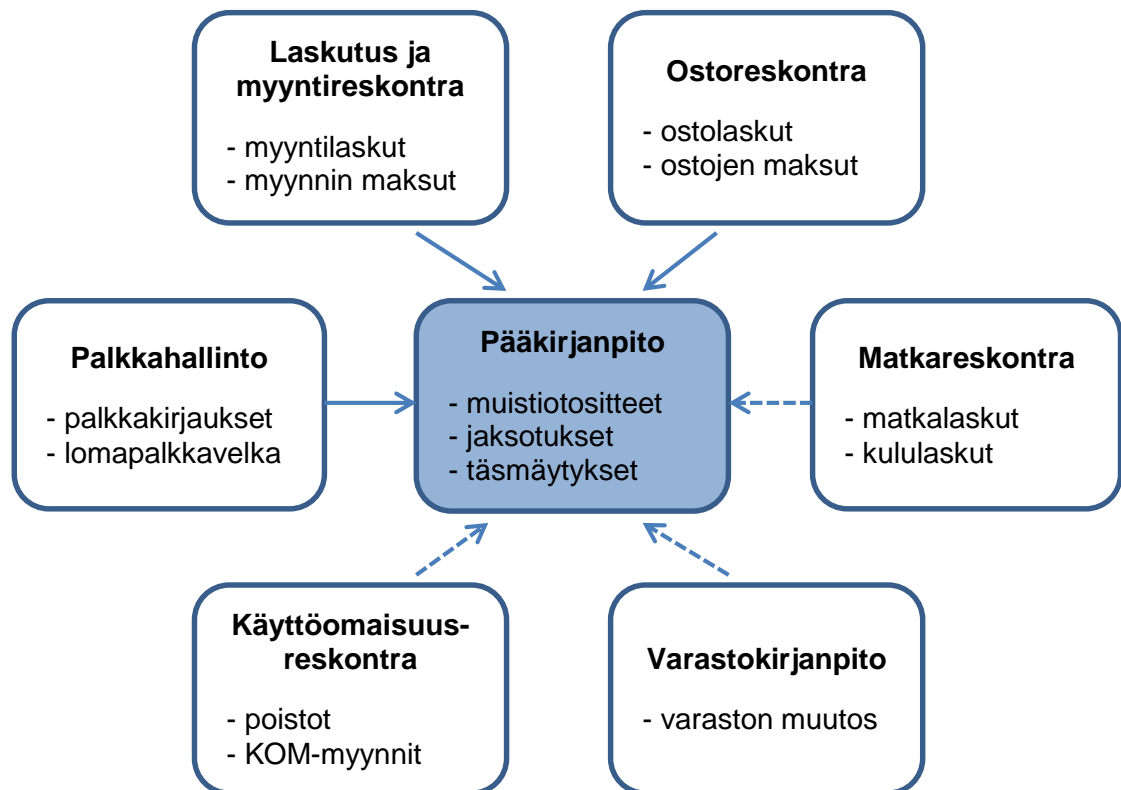 Laskutus ja
myyntireskontra
- myyntilaskut
- myynnin maksut
Ostoreskontra
- ostolaskut
- ostojen maksut
Palkkahallinto
- palkkakirjaukset
- lomapalkkavelka
Pääkirjanpito
- muistiotositteet
- jaksotukset
- täsmäytykset
Matkareskontra
- matkalaskut
- kululaskut
Käyttöomaisuus-
reskontra
- poistot
- KOM-myynnit
Varastokirjanpito
- varaston muutos